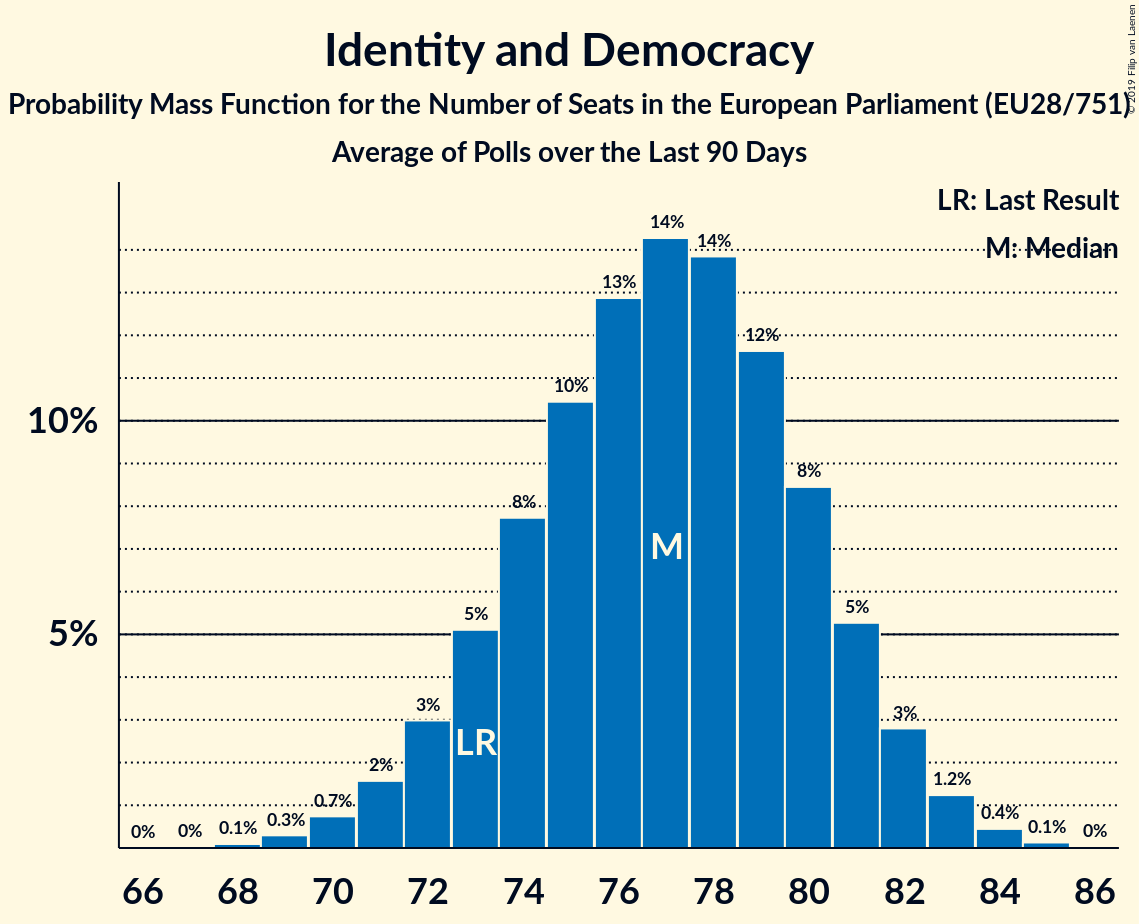 Identity and Democracy
Probability Mass Function for the Number of Seats in the European Parliament (EU28/751)
Average of Polls over the Last 90 Days
© 2019 Filip van Laenen
LR: Last Result
M: Median
14%
14%
13%
12%
10%
10%
8%
8%
M
5%
5%
5%
3%
3%
LR
2%
1.2%
0.7%
0.4%
0.3%
0.1%
0.1%
0%
0%
0%
66 68 70 72 74 76 78 80 82 84 86